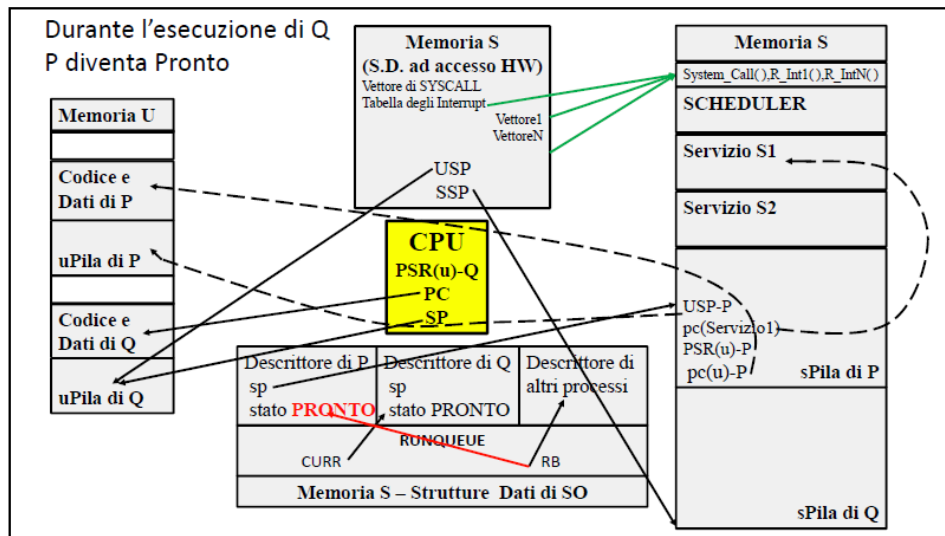 Durante l'esecuzione di Q
P diventa Pronto
Memoria U
Codice e
Dati di P
uPila di P
Codice e
Dati di Q
uPila di Q
Memoria S
(S.D. ad accesso HW)
Vettore di SYSCALL
Tabella degli Interrupt
Vettore1
VettoreN
USP
SSP
CPU
PSR(u)-Q
PC
SP
Descrittore di P
sp
stato PRONTO
Descrittore di Q
sp
stato PRONTO
Descrittore di
altri processi
RUNQUEUE
CURR
RB
Memoria S – Strutture Dati di SO
Memoria S
System_Call(),R_Int1(),R_IntN()
SCHEDULER
Servizio S1
Servizio S2
USP-P
pc(Servizio1)
PSR(u)-P
pc(u)-P
sPila di P
sPila di Q